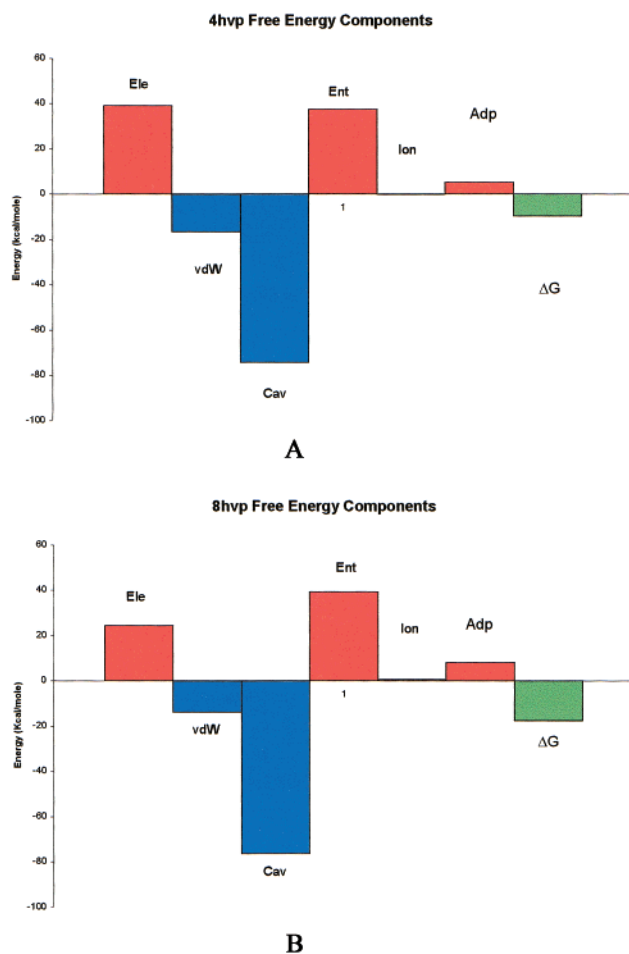 4hvp Free Energy Components
60
Ele
Ent
40
Adp
Ion
20
0
1
-20
vdW
ΔG
-40
-60
-80
Cav
-100
Energy (kcal/mole)
A
8hvp Free Energy Components
60
Ent
40
Ele
Ion
Adp
20
0
1
-20
vdW
ΔG
-40
-60
-80
Cav
-100
Energy (Kcal/mole)
B